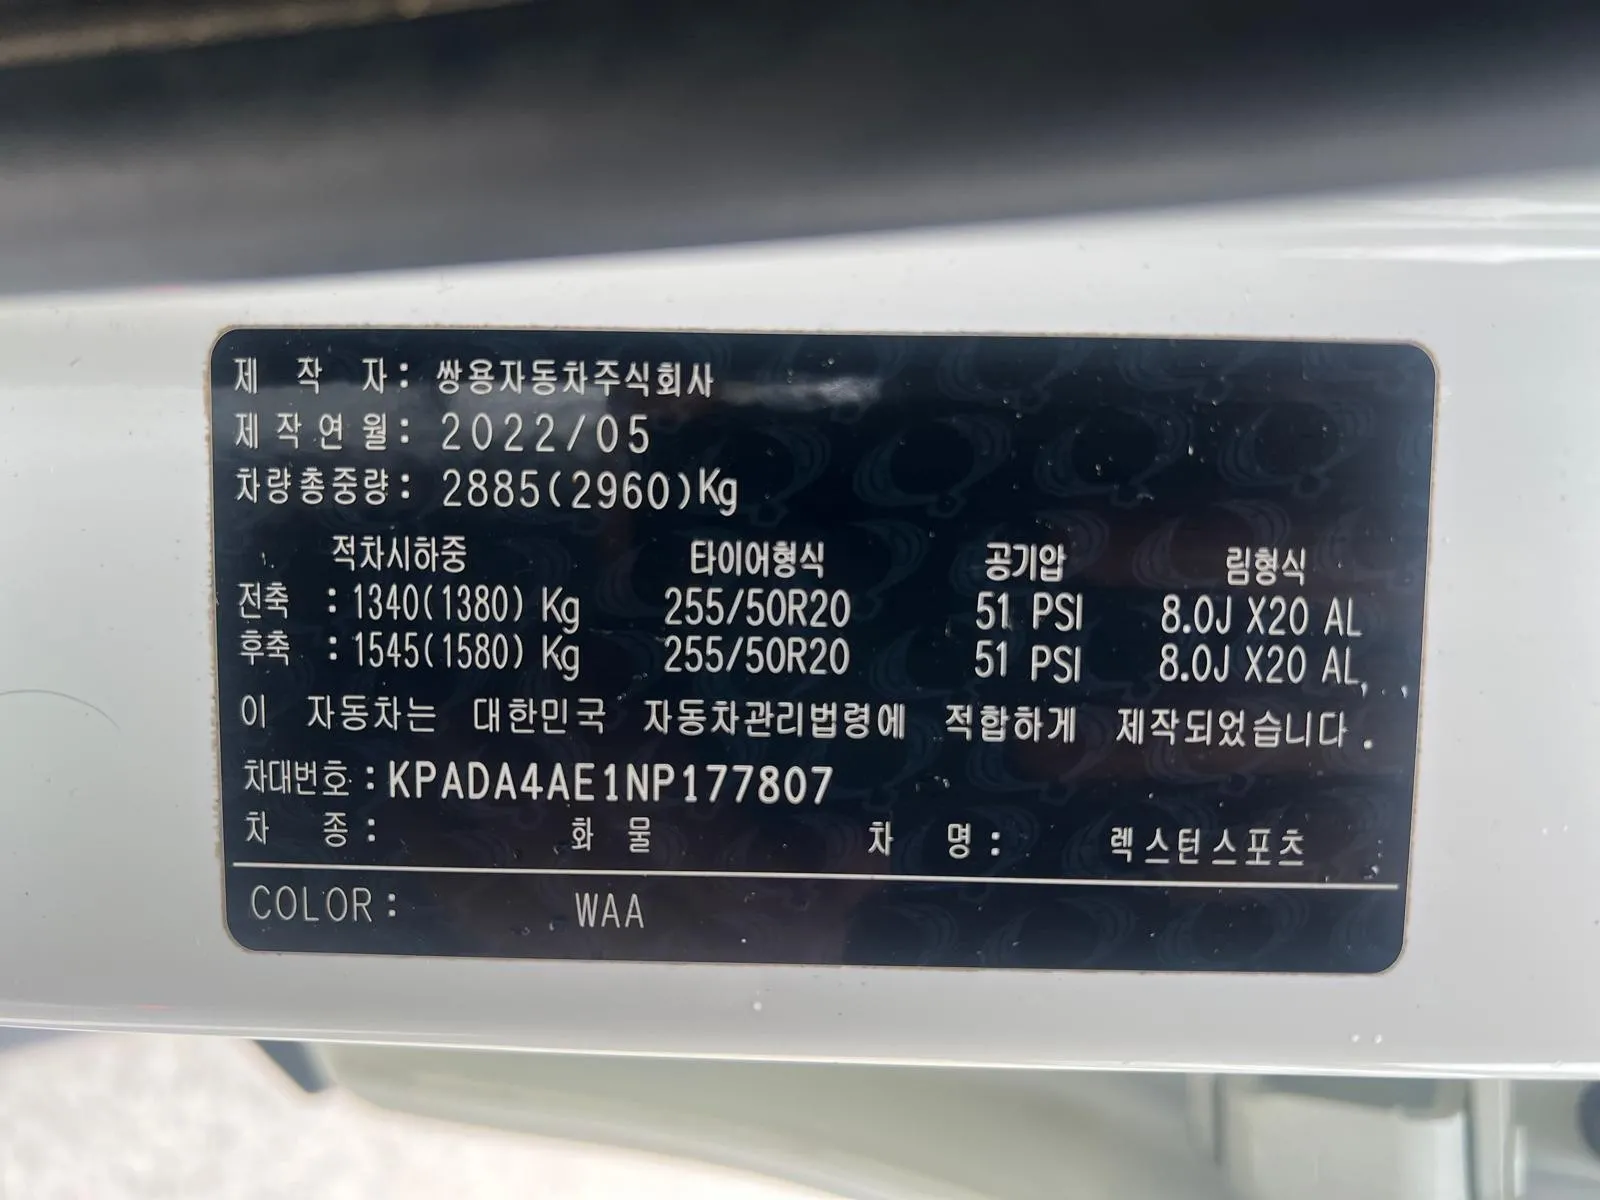 제 작 자 : 쌍용자동차주식회사
제작연월 : 2022/05
차량총중량 : 2885(2960)Kg
적차시하중 타이어형식 공기압 림형식
전축 : 1340(1380) Kg 255/50R20 51 PSI 8.0J X20 AL
후축 : 1545(1580) Kg 255/50R20 51 PSI 8.0J X20 AL
이 자동차는 대한민국 자동차관리법령에 적합하게 제작되었습니다.
차대번호 : KPADA4AE1NP177807
차 종 : 화 물 차 명 : 렉스턴스포츠
COLOR : WAA